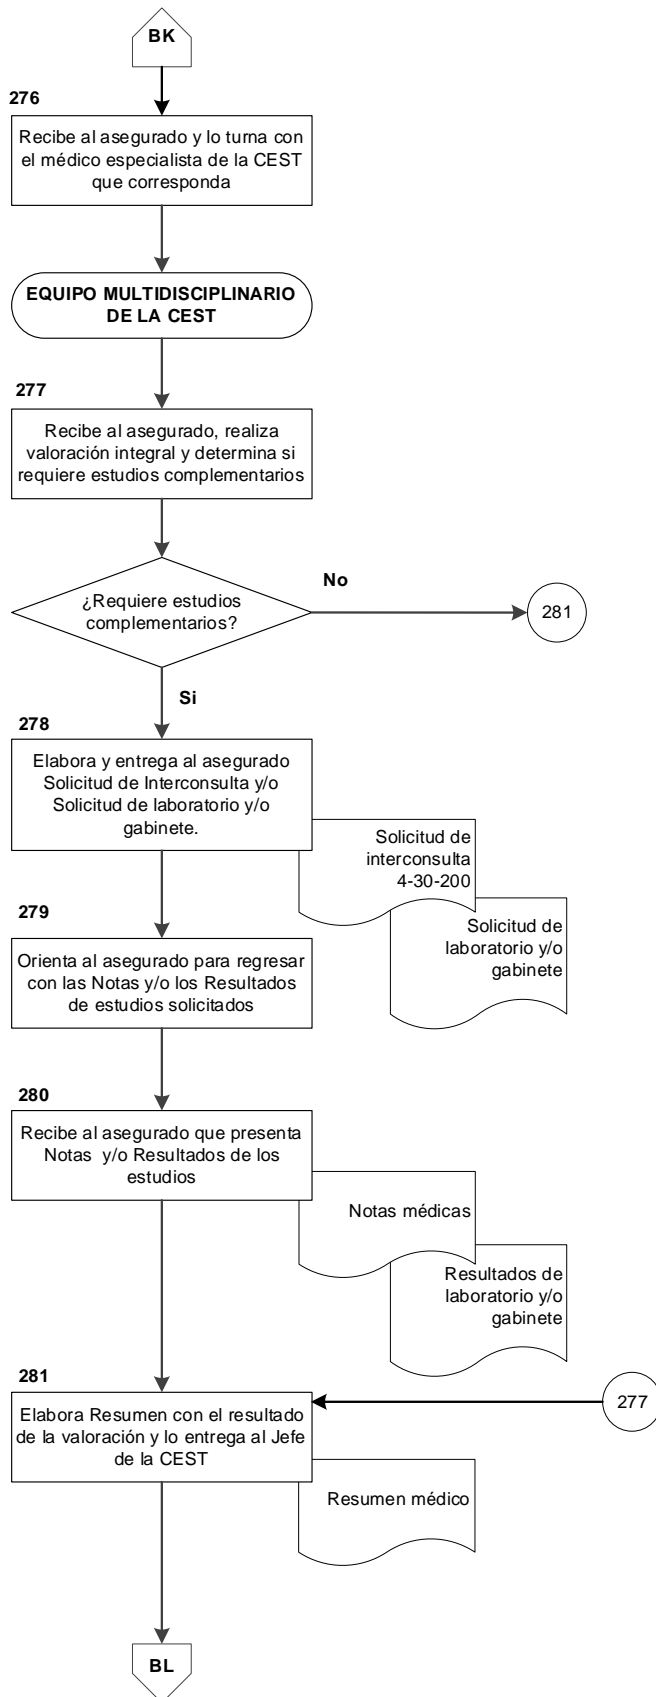 BK
276
Recibe al asegurado y lo turna con
el médico especialista de la CEST
que corresponda
EQUIPO MULTIDISCIPLINARIO
DE LA CEST
277
Recibe al asegurado, realiza
valoración integral y determina si
requiere estudios complementarios
¿Requiere estudios
complementarios?
No
281
Si
278
Elabora y entrega al asegurado
Solicitud de Interconsulta y/o
Solicitud de laboratorio y/o
gabinete.
Solicitud de
interconsulta
4-30-200
Solicitud de
laboratorio y/o
gabinete
279
Orienta al asegurado para regresar
con las Notas y/o los Resultados
de estudios solicitados
280
Recibe al asegurado que presenta
Notas y/o Resultados de los
estudios
Notas médicas
Resultados de
laboratorio y/o
gabinete
281
Elabora Resumen con el resultado
de la valoración y lo entrega al Jefe
de la CEST
277
Resumen médico
BL